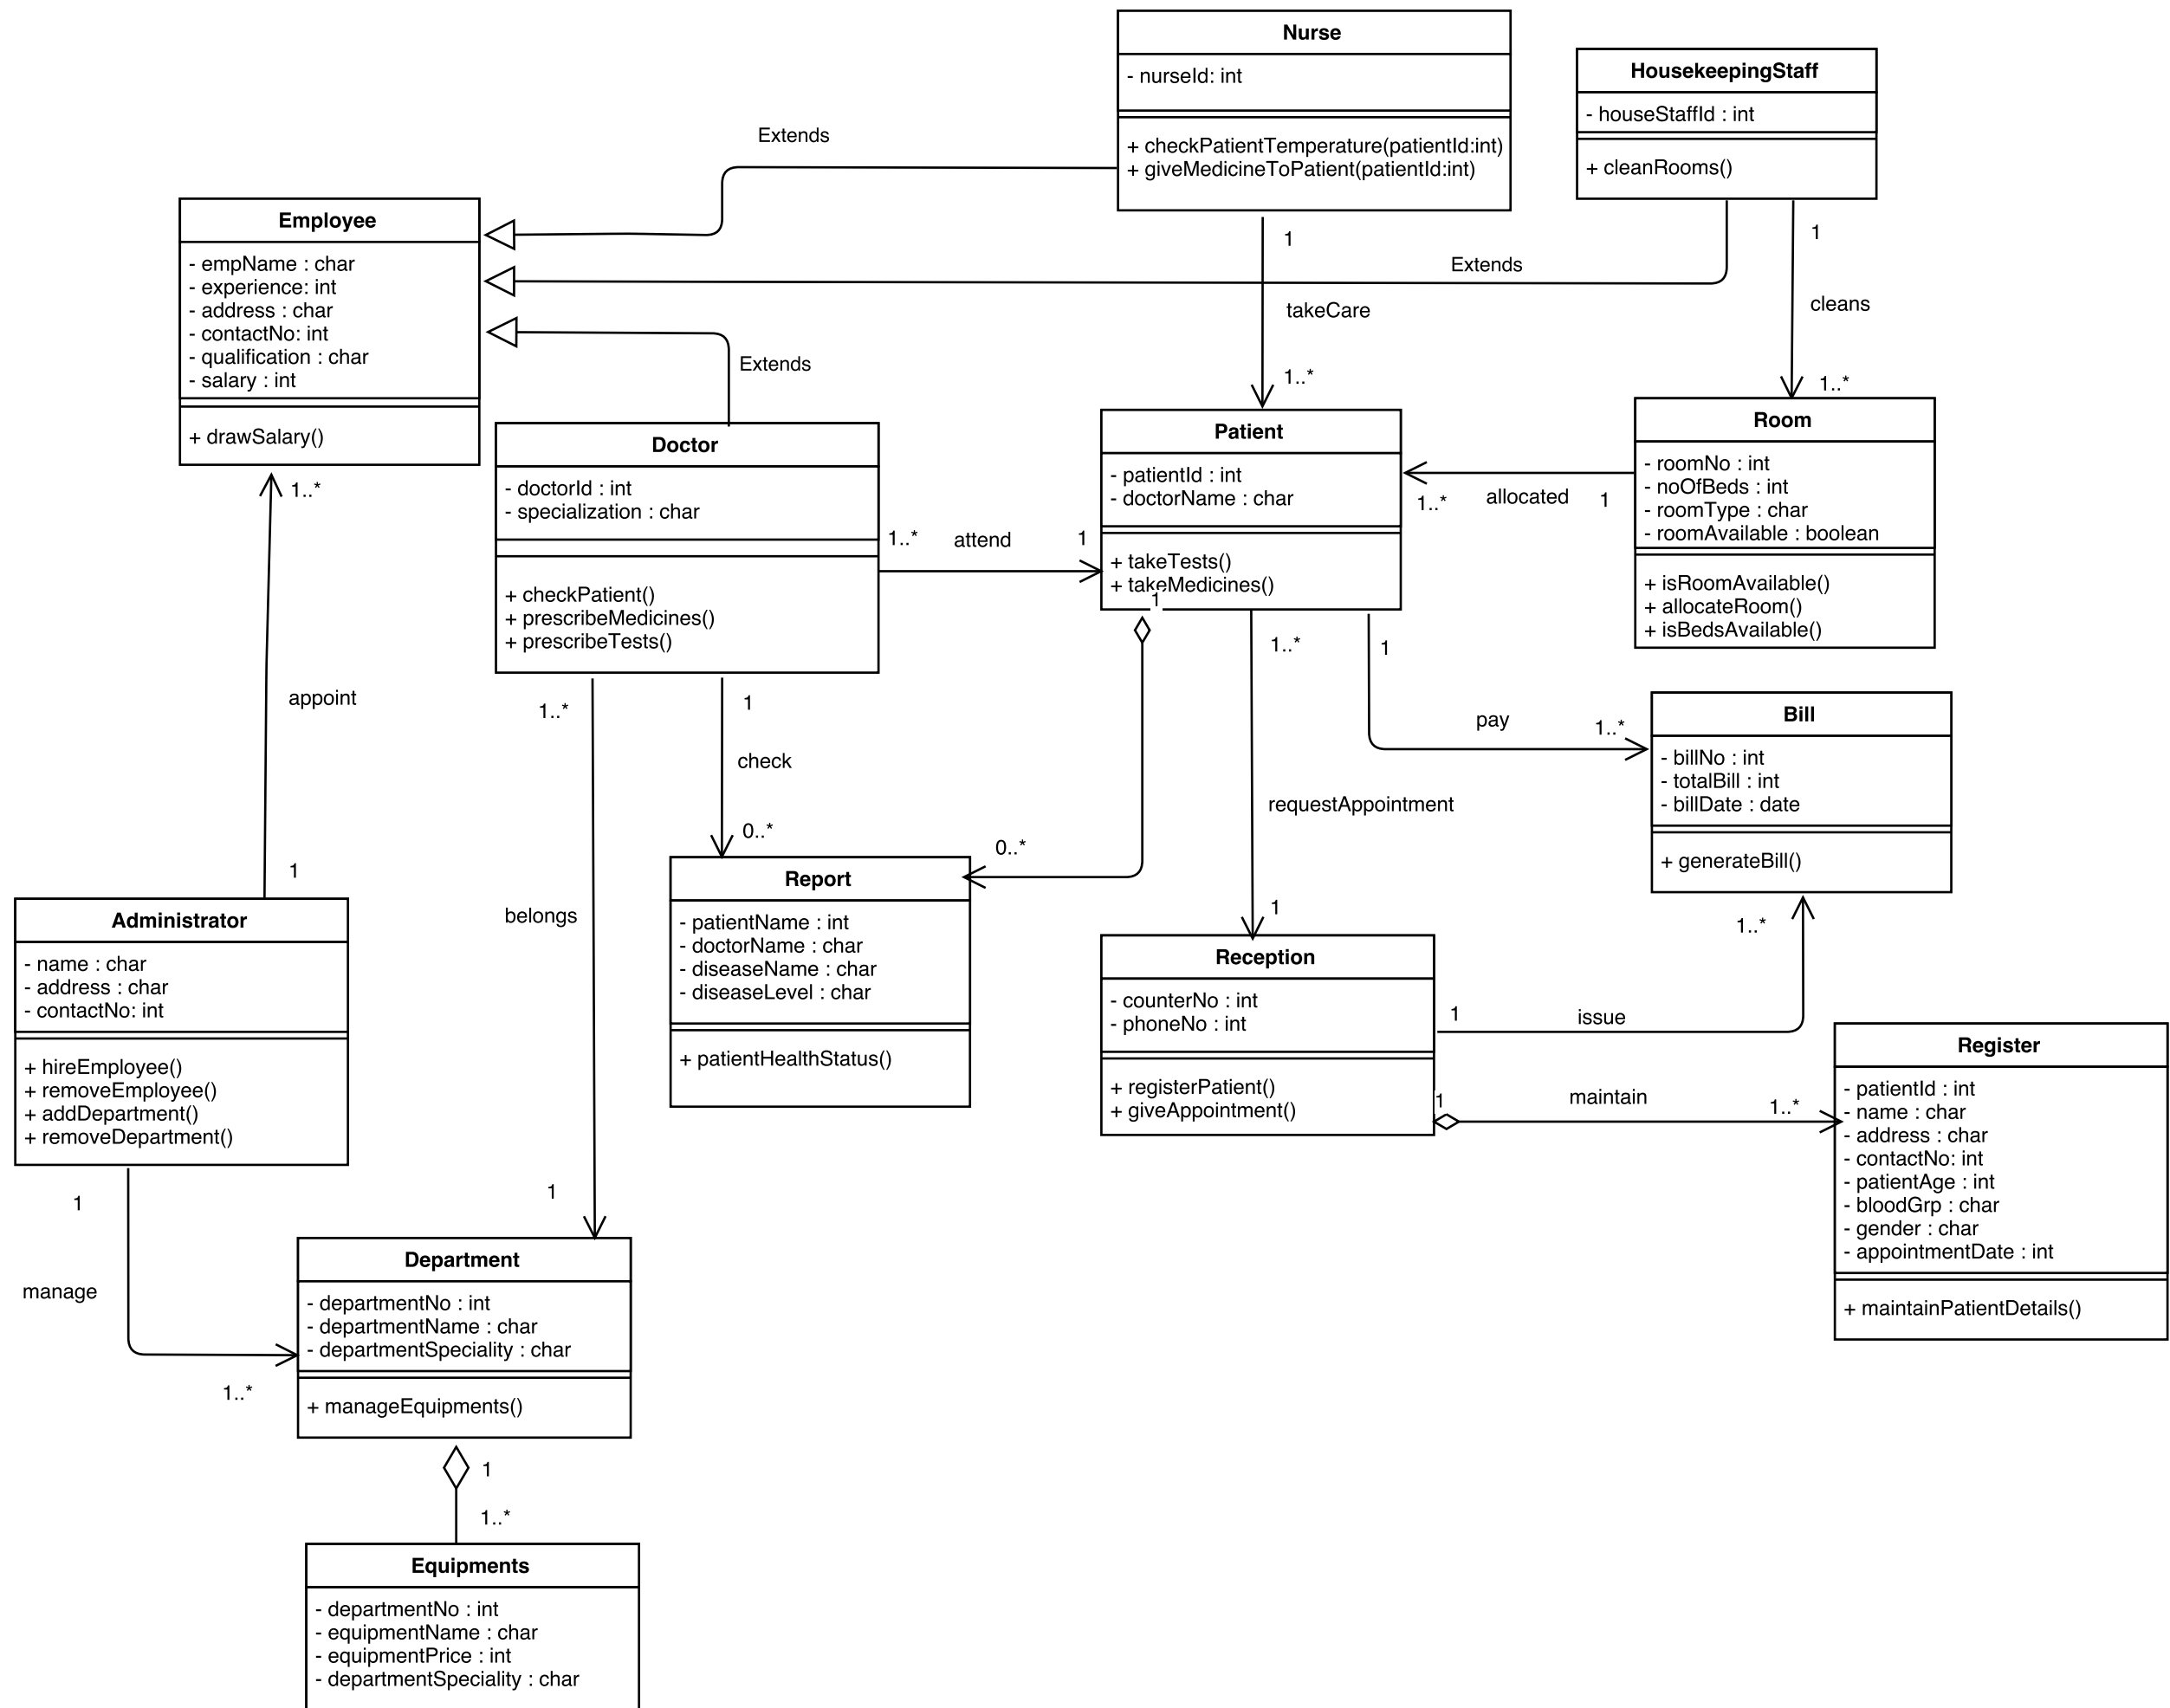 Nurse
- nurseId: int
+ checkPatientTemperature(patientId:int)
+ giveMedicineToPatient(patientId:int)
HousekeepingStaff
- houseStaffId : int
+ cleanRooms()
Extends
Employee
- empName : char
- experience: int
- address : char
- contactNo: int
- qualification : char
- salary : int
+ drawSalary()
1
Extends
1
takeCare
cleans
Extends
1..*
1..*
Doctor
- doctorId : int
- specialization : char
+ checkPatient()
+ prescribeMedicines()
+ prescribeTests()
Patient
- patientId : int
- doctorName : char
+ takeTests()
+ takeMedicines()
Room
- roomNo : int
- noOfBeds : int
- roomType : char
- roomAvailable : boolean
+ isRoomAvailable()
+ allocateRoom()
+ isBedsAvailable()
1..*
1..*
allocated
1
1..*
attend
1
1
1..*
1
appoint
1..*
1
check
0..*
pay
1..*
Bill
- billNo : int
- totalBill : int
- billDate : date
+ generateBill()
requestAppointment
0..*
1
1
belongs
Administrator
- name : char
- address : char
- contactNo: int
+ hireEmployee()
+ removeEmployee()
+ addDepartment()
+ removeDepartment()
Report
- patientName : int
- doctorName : char
- diseaseName : char
- diseaseLevel : char
+ patientHealthStatus()
Reception
- counterNo : int
- phoneNo : int
+ registerPatient()
+ giveAppointment()
1..*
1
issue
1
maintain
1..*
Register
- patientId : int
- name : char
- address : char
- contactNo: int
- patientAge : int
- bloodGrp : char
- gender : char
- appointmentDate : int
+ maintainPatientDetails()
1
1
manage
1..*
Department
- departmentNo : int
- departmentName : char
- departmentSpeciality : char
+ manageEquipments()
1
1..*
Equipments
- departmentNo : int
- equipmentName : char
- equipmentPrice : int
- departmentSpeciality : char